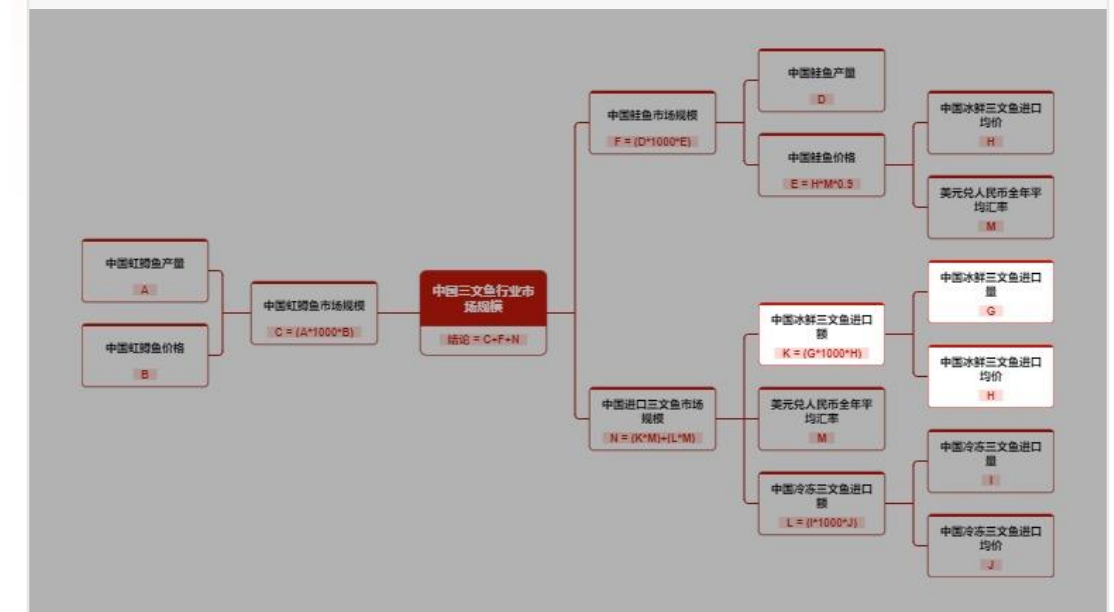 中国鲑鱼产量
D
中国鲑鱼市场规模
F = (D*1000*E)
中国鲑鱼价格
E = H*M*0.9
中国冰鲜三文鱼进口
均价
H
美元兑人民币全年平
均汇率
M
中国虹鳟鱼产量
A
中国虹鳟鱼价格
B
中国虹鳟鱼市场规模
C = (A*1000*B)
中国三文鱼行业市
场规模
结论 = C+F+N
中国冰鲜三文鱼进口
额
K = (G*1000*H)
中国冰鲜三文鱼进口
量
G
中国冰鲜三文鱼进口
均价
H
中国进口三文鱼市场
规模
N = (K*M)+(L*M)
美元兑人民币全年平
均汇率
M
中国冷冻三文鱼进口
额
L = (I*1000*J)
中国冷冻三文鱼进口
量
I
中国冷冻三文鱼进口
均价
J